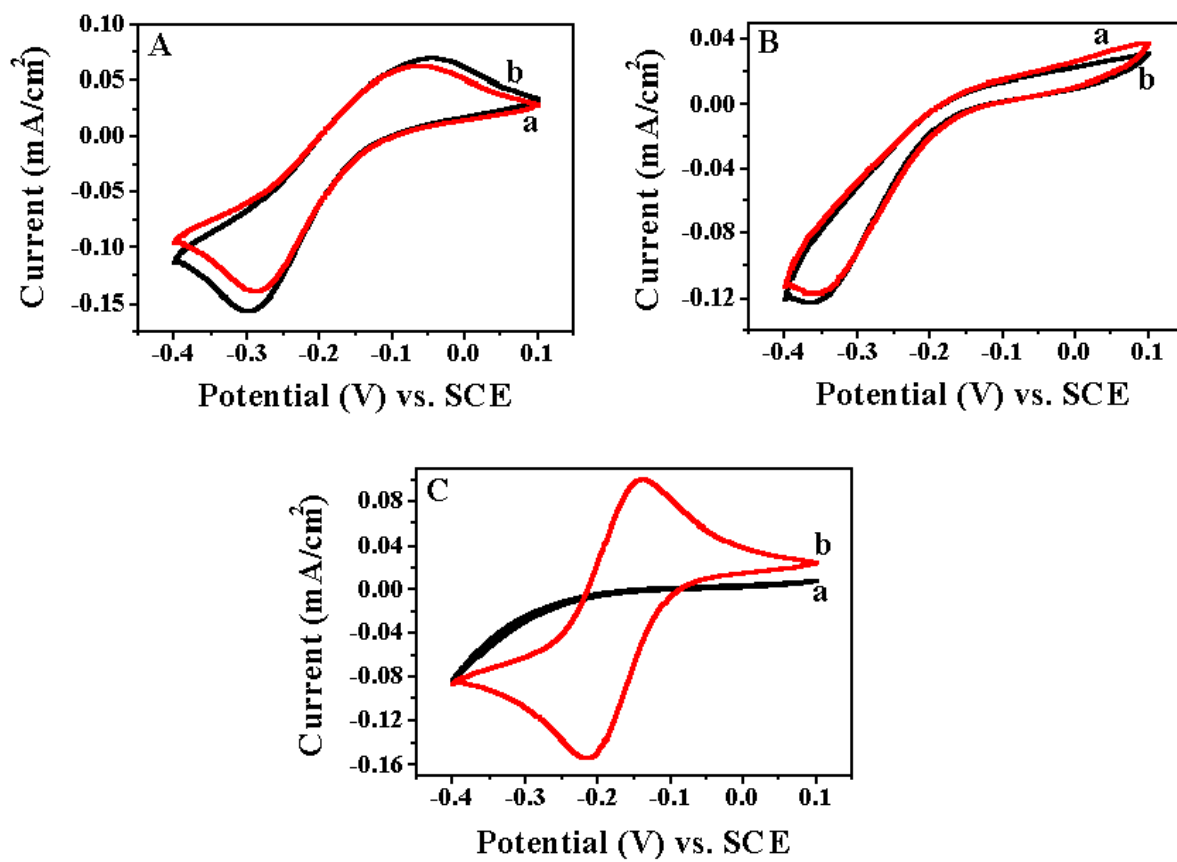 A
0.10
0.05
0.00
-0.05
-0.10
-0.15
Current (mA/cm²)
b
a
-0.4 -0.3 -0.2 -0.1 0.0 0.1
Potential (V) vs. SCE
B
0.04
0.00
-0.04
-0.08
-0.12
Current (mA/cm²)
a
b
-0.4 -0.3 -0.2 -0.1 0.0 0.1
Potential (V) vs. SCE
C
0.08
0.04
0.00
-0.04
-0.08
-0.12
-0.16
Current (mA/cm²)
b
a
-0.4 -0.3 -0.2 -0.1 0.0 0.1
Potential (V) vs. SCE